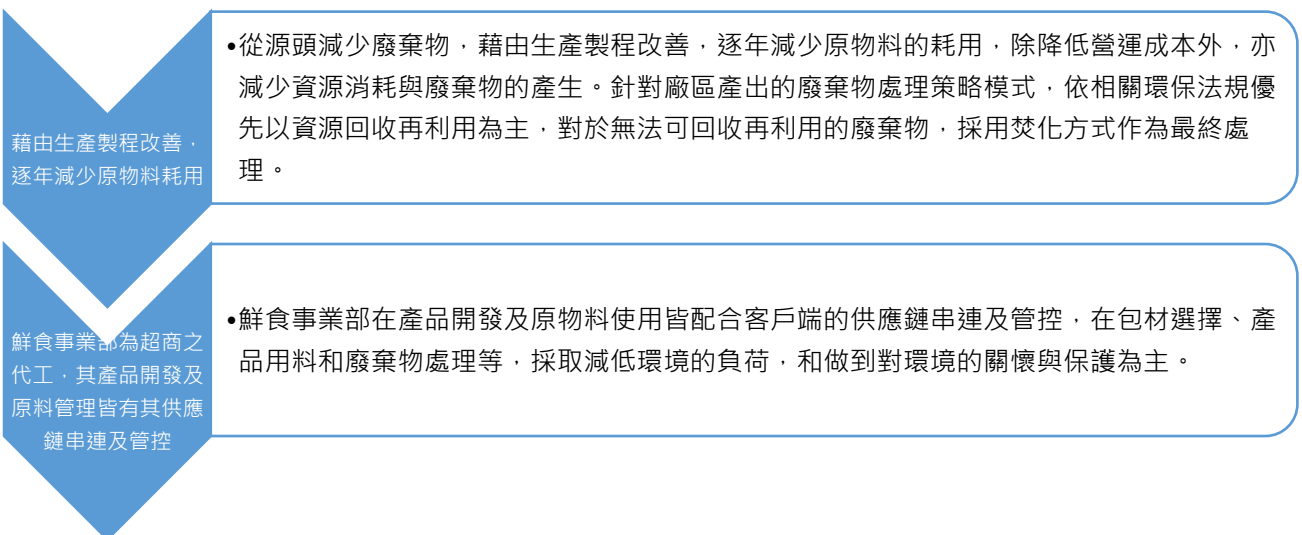 藉由生產製程改善，
逐年減少原物料耗用
•從源頭減少廢棄物，藉由生產製程改善，逐年減少原物料的耗用，除降低營運成本外，亦
減少資源消耗與廢棄物的產生。針對廠區產出的廢棄物處理策略模式，依相關環保法規優
先以資源回收再利用為主，對於無法可回收再利用的廢棄物，採用焚化方式作為最終處
理。
鮮食事業部為超商之
代工，其產品開發及
原料管理皆有其供應
鏈串連及管控
•鮮食事業部在產品開發及原物料使用皆配合客戶端的供應鏈串連及管控，在包材選擇、產
品用料和廢棄物處理等，採取減低環境的負荷，和做到對環境的關懷與保護為主。